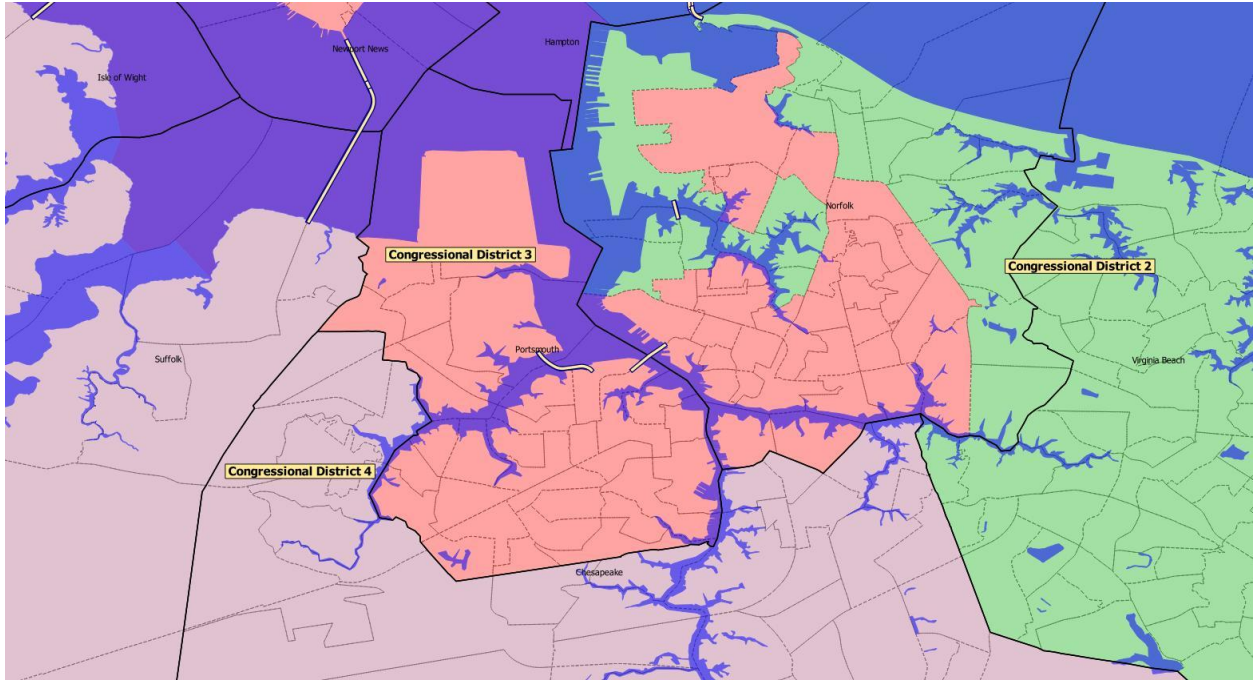 Hampton
Newport News
Isle of Wight
Norfolk
Congressional District 3
Congressional District 2
Portsmouth
Suffolk
Virginia Beach
Congressional District 4
Chesapeake